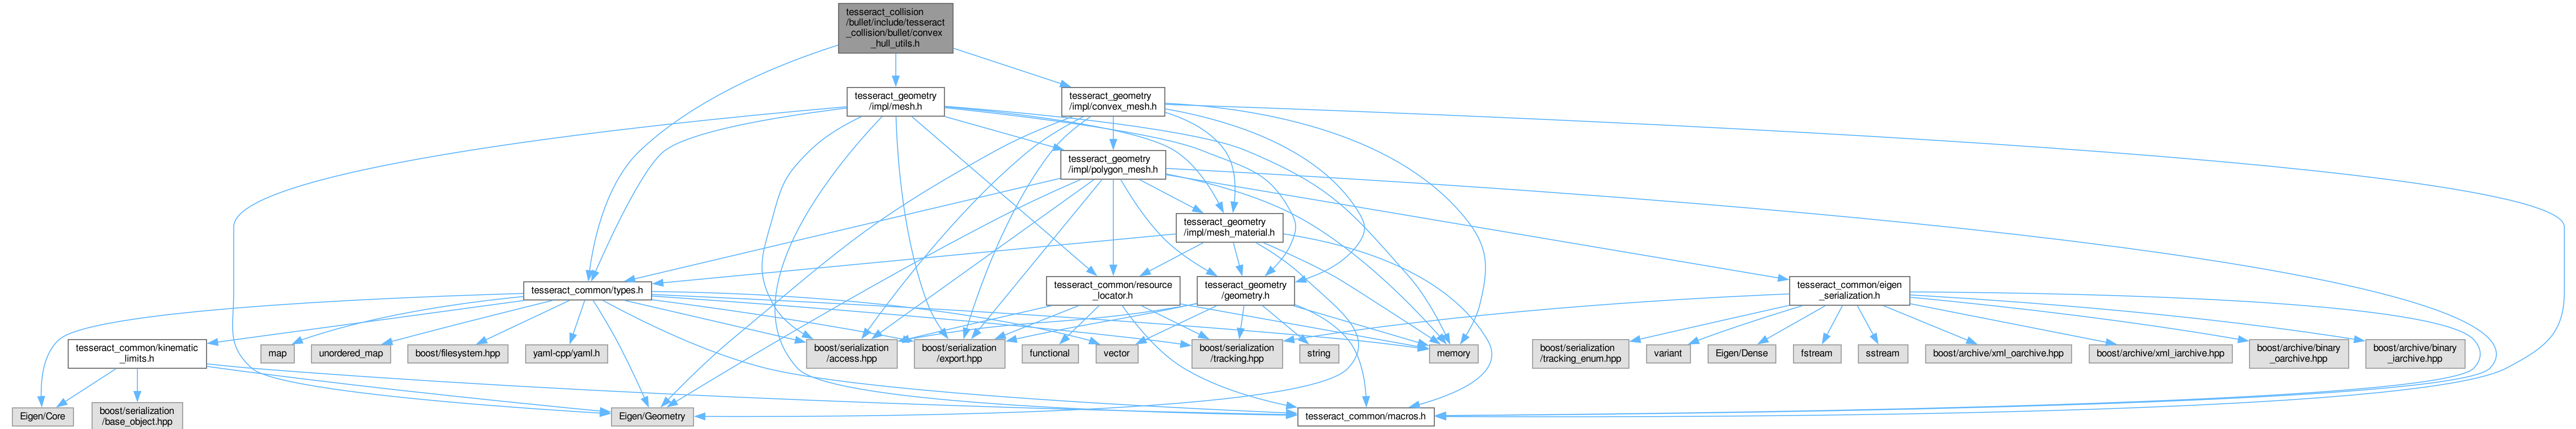 tesseract_collision
/bullet/include/tesseract
_collision/bullet/convex
_hull_utils.h
tesseract_geometry
/impl/mesh.h
tesseract_geometry
/impl/convex_mesh.h
tesseract_geometry
/impl/polygon_mesh.h
tesseract_geometry
/impl/mesh_material.h
tesseract_common/types.h
tesseract_common/resource
_locator.h
tesseract_geometry
/geometry.h
tesseract_common/eigen
_serialization.h
tesseract_common/kinematic
_limits.h
map
unordered_map
boost/filesystem.hpp
yaml-cpp/yaml.h
boost/serialization
/access.hpp
boost/serialization
/export.hpp
functional
vector
boost/serialization
/tracking.hpp
string
memory
boost/serialization
/tracking_enum.hpp
variant
Eigen/Dense
fstream
sstream
boost/archive/xml_oarchive.hpp
boost/archive/xml_iarchive.hpp
boost/archive/binary
_oarchive.hpp
boost/archive/binary
_iarchive.hpp
Eigen/Core
boost/serialization
/base_object.hpp
Eigen/Geometry
tesseract_common/macros.h